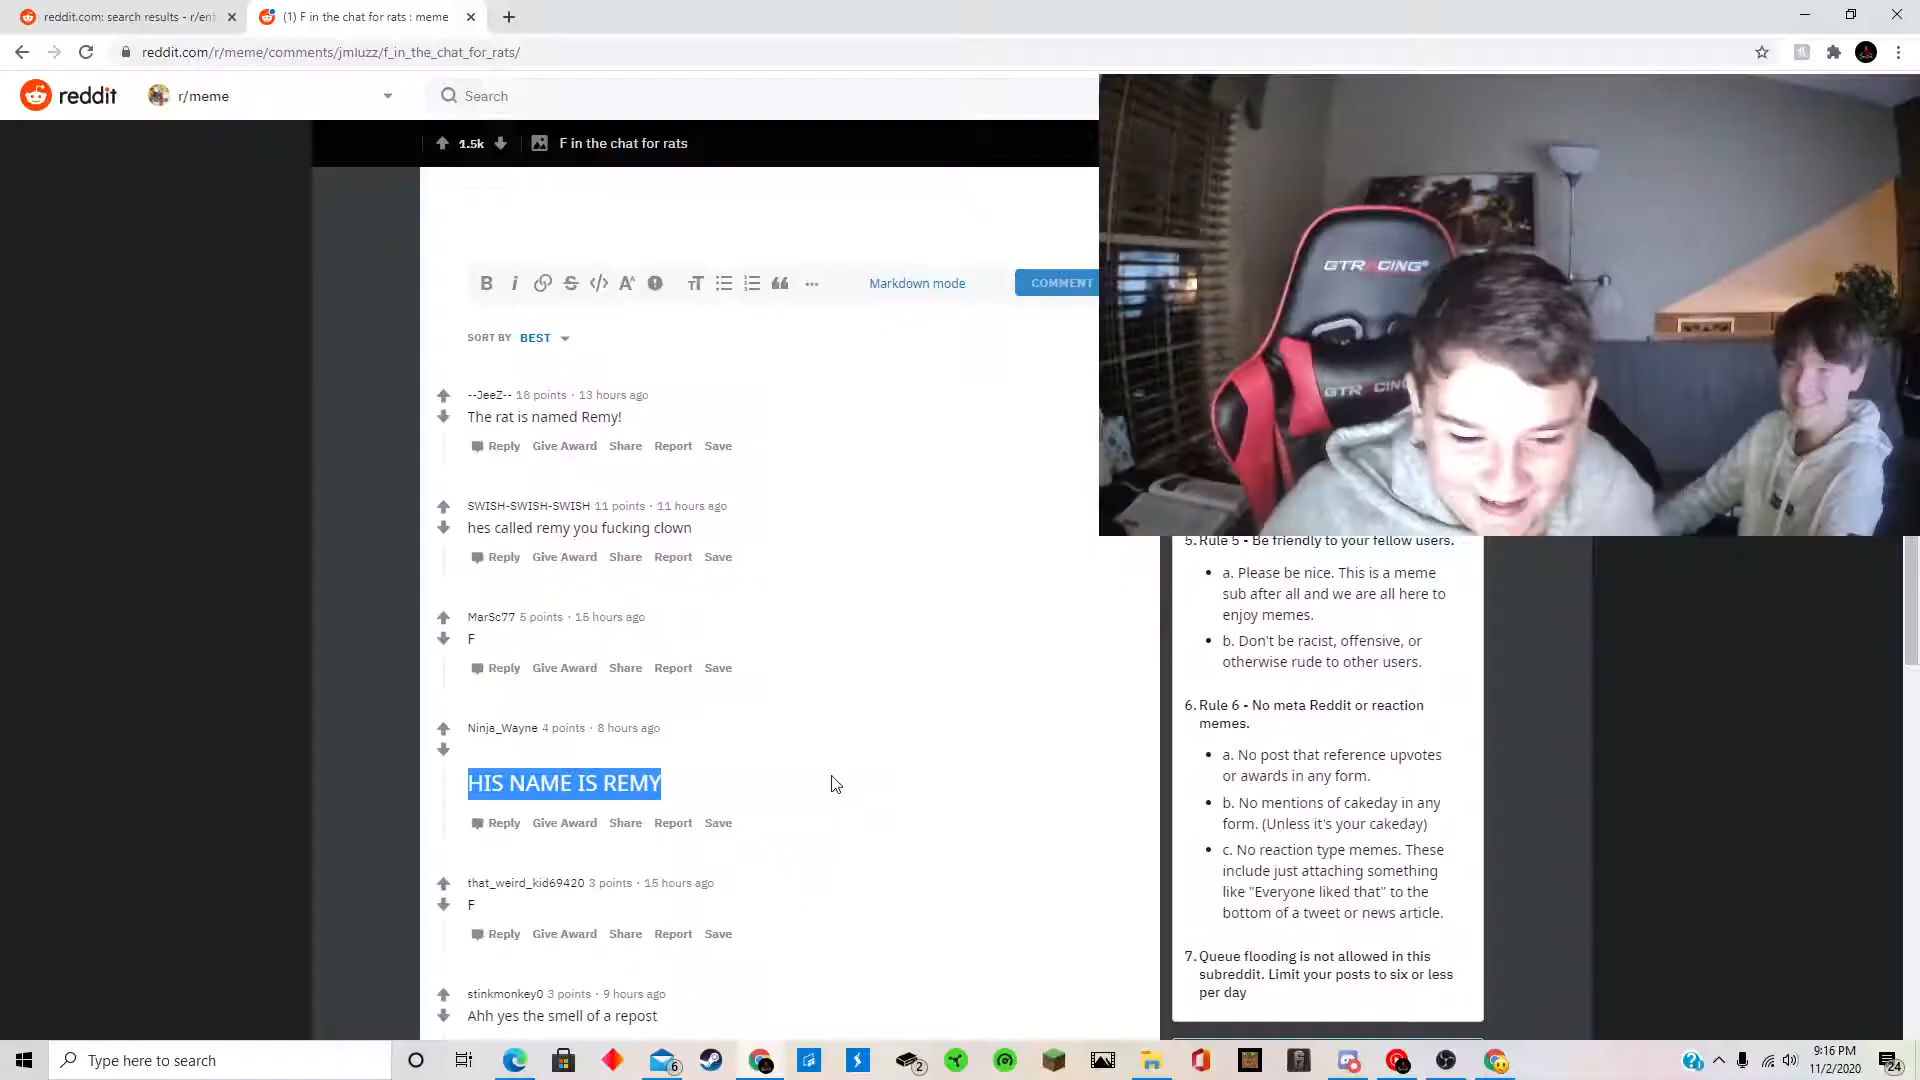 reddit.com: search results - r/ent
(1) F in the chat for rats : meme
reddit.com/r/meme/comments/jmluzz/f_in_the_chat_for_rats/
reddit
r/meme
Search
1.5k
F in the chat for rats
GTRACING
GTR CING
Markdown mode
COMMENT
SORT BY BEST
--JeeZ-- 18 points · 13 hours ago
The rat is named Remy!
Reply Give Award Share Report Save
SWISH-SWISH-SWISH 11 points · 11 hours ago
hes called remy you fucking clown
Reply Give Award Share Report Save
MarSc77 5 points · 15 hours ago
F
Reply Give Award Share Report Save
Ninja_Wayne 4 points · 8 hours ago
HIS NAME IS REMY
Reply Give Award Share Report Save
that_weird_kid69420 3 points · 15 hours ago
F
Reply Give Award Share Report Save
stinkmonkey0 3 points · 9 hours ago
Ahh yes the smell of a repost
5. Rule 5 - Be friendly to your fellow users.
a. Please be nice. This is a meme
sub after all and we are all here to
enjoy memes.
b. Don't be racist, offensive, or
otherwise rude to other users.
6. Rule 6 - No meta Reddit or reaction
memes.
a. No post that reference upvotes
or awards in any form.
b. No mentions of cakeday in any
form. (Unless it's your cakeday)
c. No reaction type memes. These
include just attaching something
like "Everyone liked that" to the
bottom of a tweet or news article.
7. Queue flooding is not allowed in this
subreddit. Limit your posts to six or less
per day
Type here to search
6
2
9:16 PM
11/2/2020
24